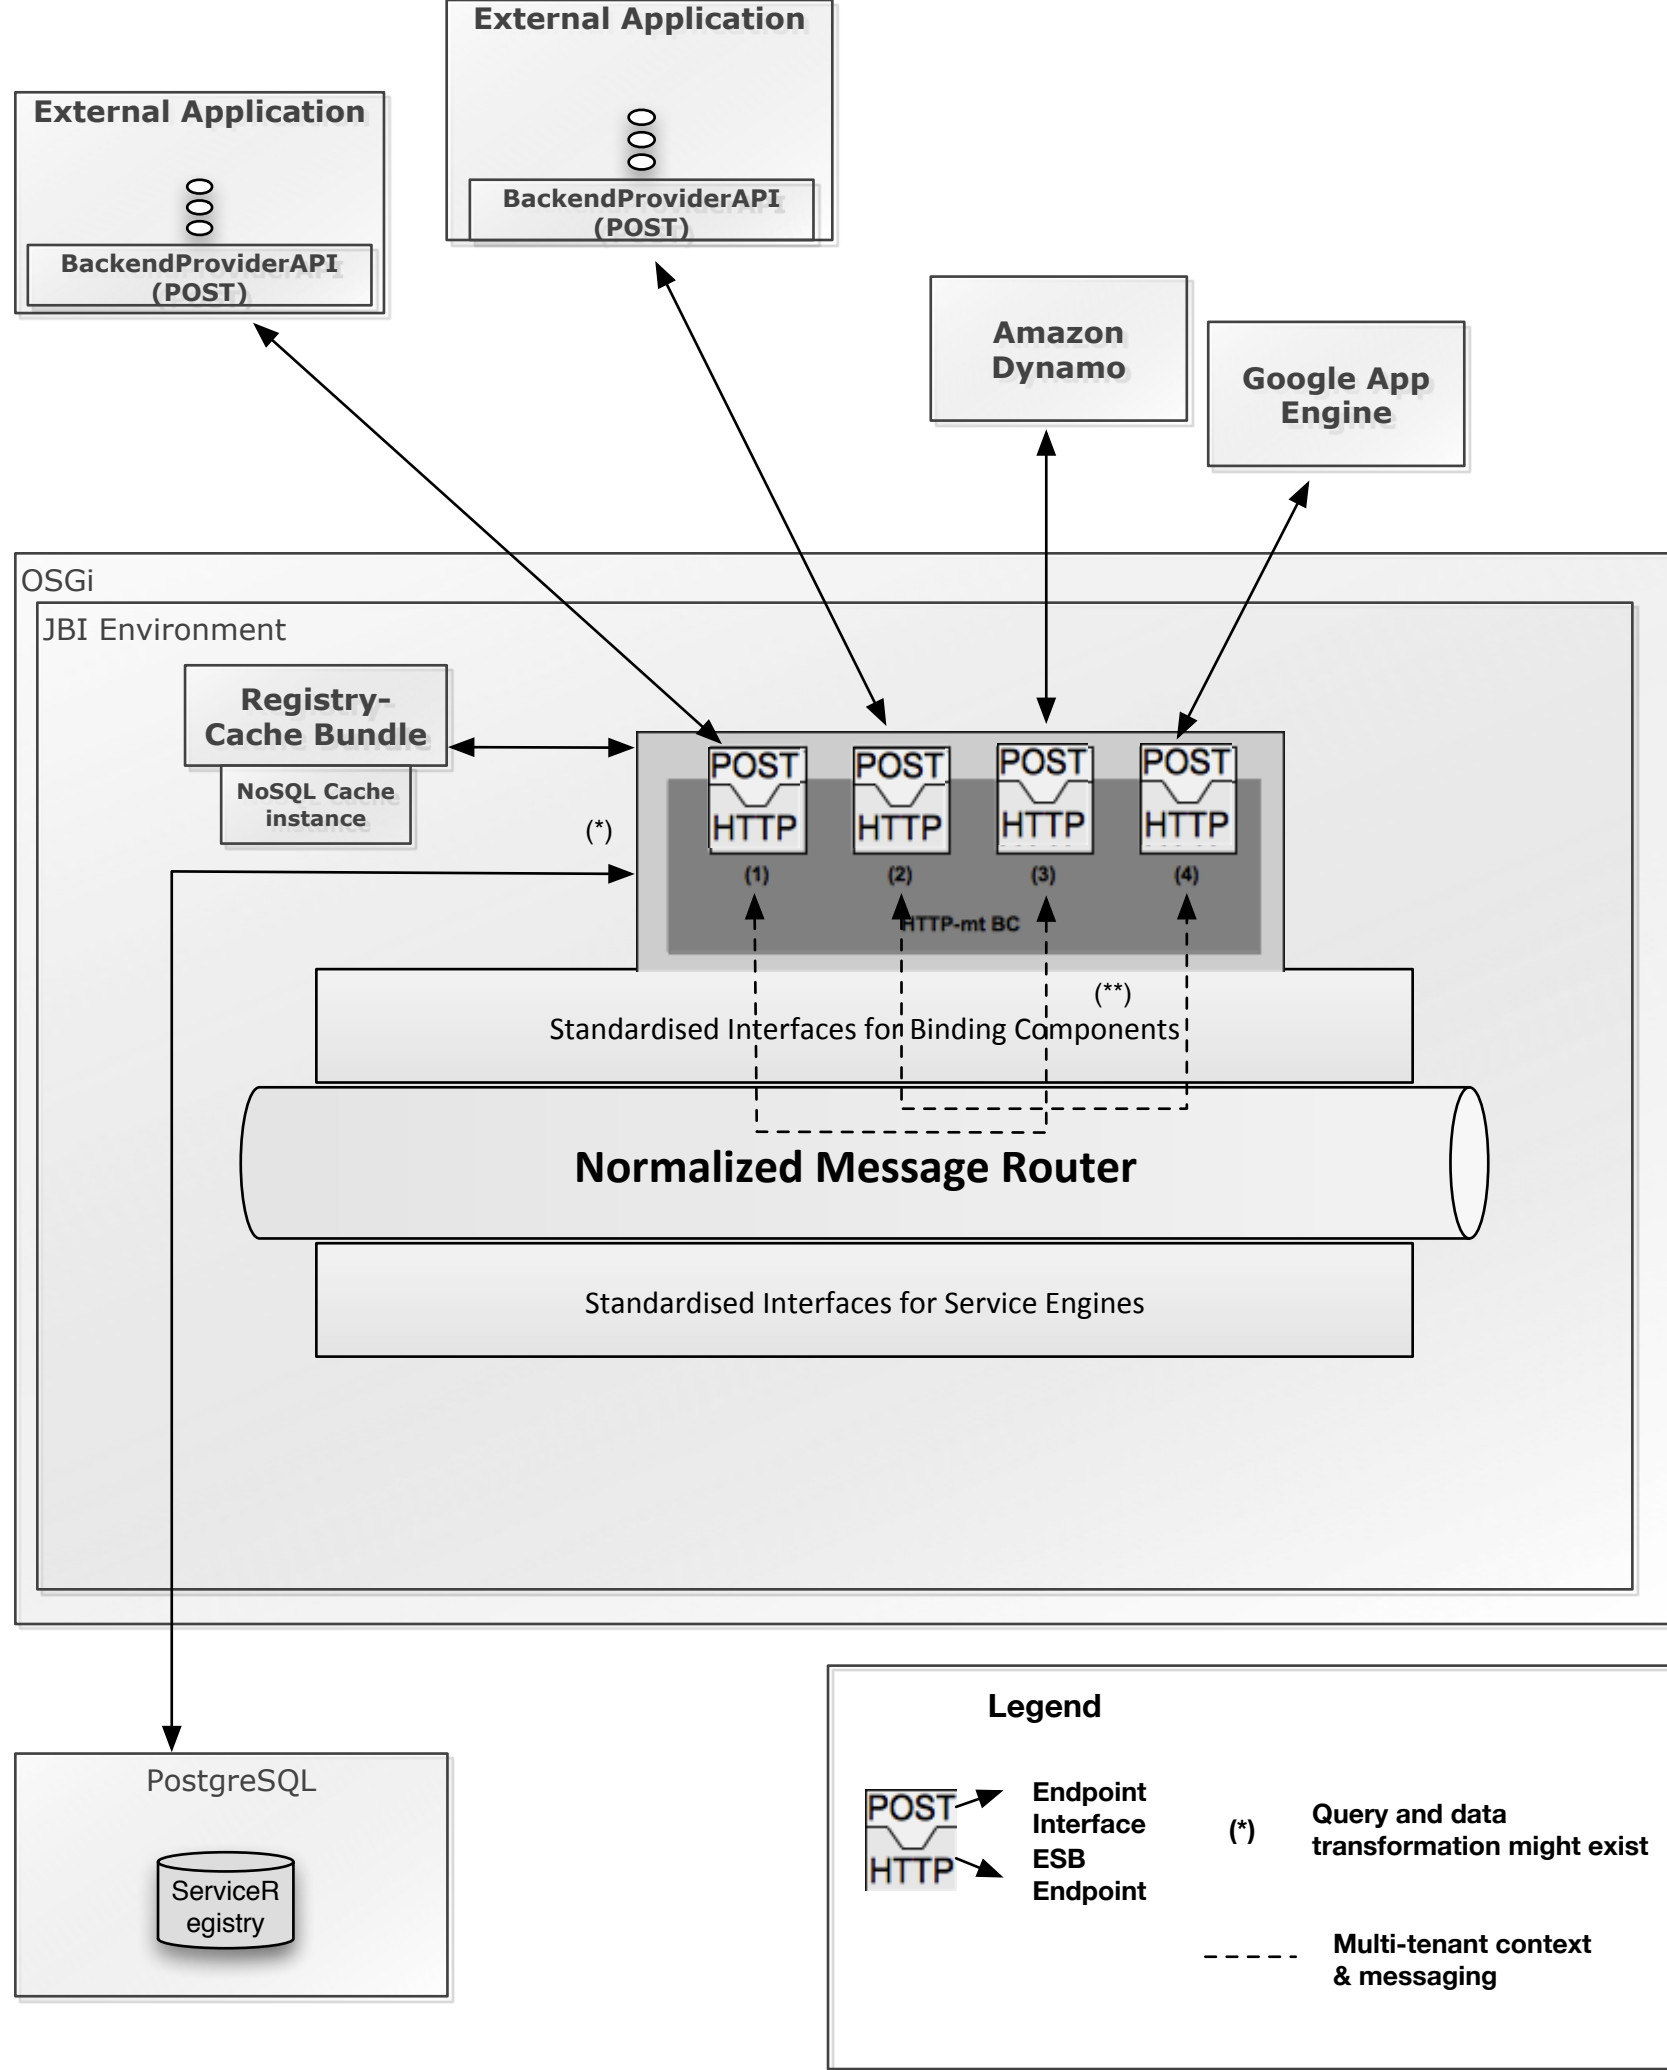 External Application
External Application
BackendProviderAPI
(POST)
BackendProviderAPI
(POST)
Amazon
Dynamo
Google App
Engine
OSGi
JBI Environment
Registry-
Cache Bundle
NoSQL Cache
instance
(*)
POST
HTTP
(1)
POST
HTTP
(2)
POST
HTTP
(3)
POST
HTTP
(4)
HTTP-mt BC
(**)
Standardised Interfaces for Binding Components
Normalized Message Router
Standardised Interfaces for Service Engines
PostgreSQL
ServiceR
egistry
Legend
POST
HTTP
Endpoint
Interface
ESB
Endpoint
(*)
Query and data
transformation might exist
Multi-tenant context
& messaging